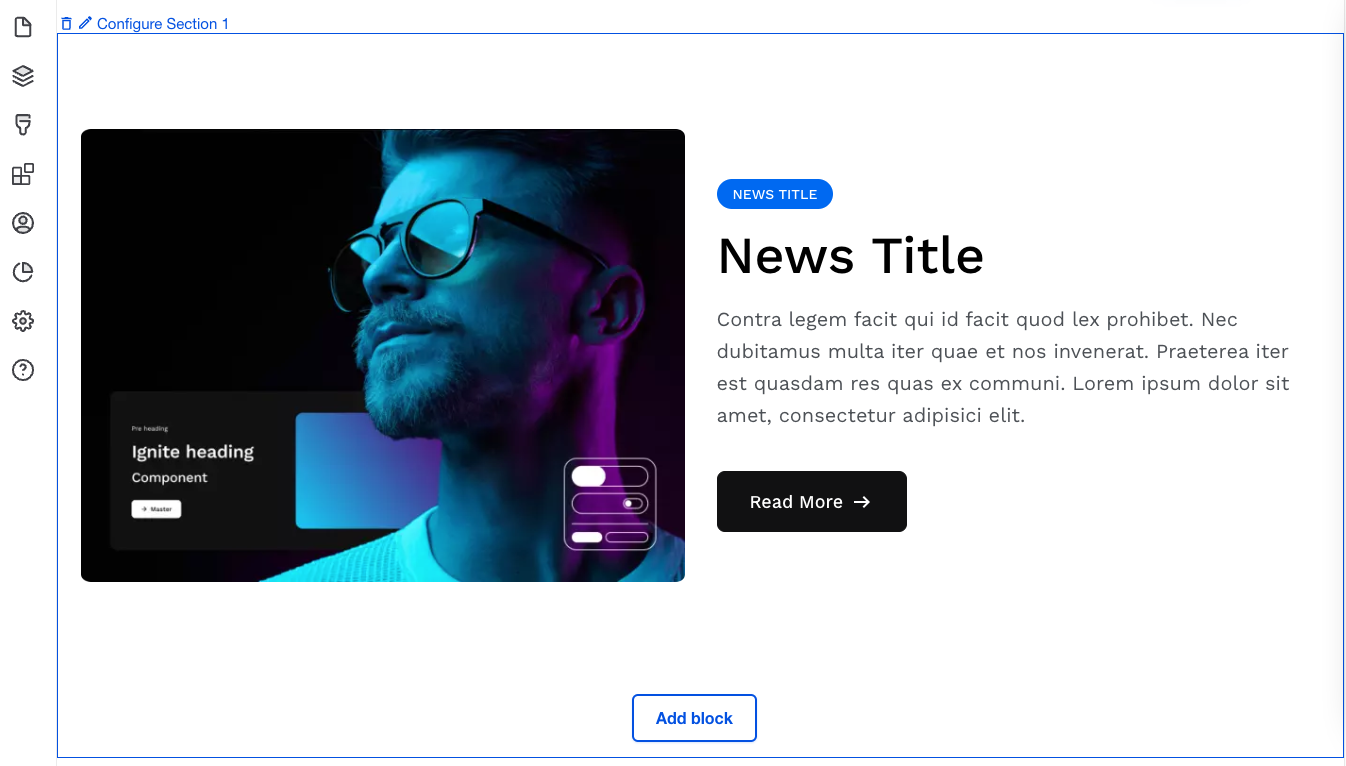 Configure Section 1
Pre heading
Ignite heading
Component
→ Master
NEWS TITLE
News Title
Contra legem facit qui id facit quod lex prohibet. Nec
dubitamus multa iter quae et nos invenerat. Praeterea iter
est quasdam res quas ex communi. Lorem ipsum dolor sit
amet, consectetur adipisici elit.
Read More →
Add block